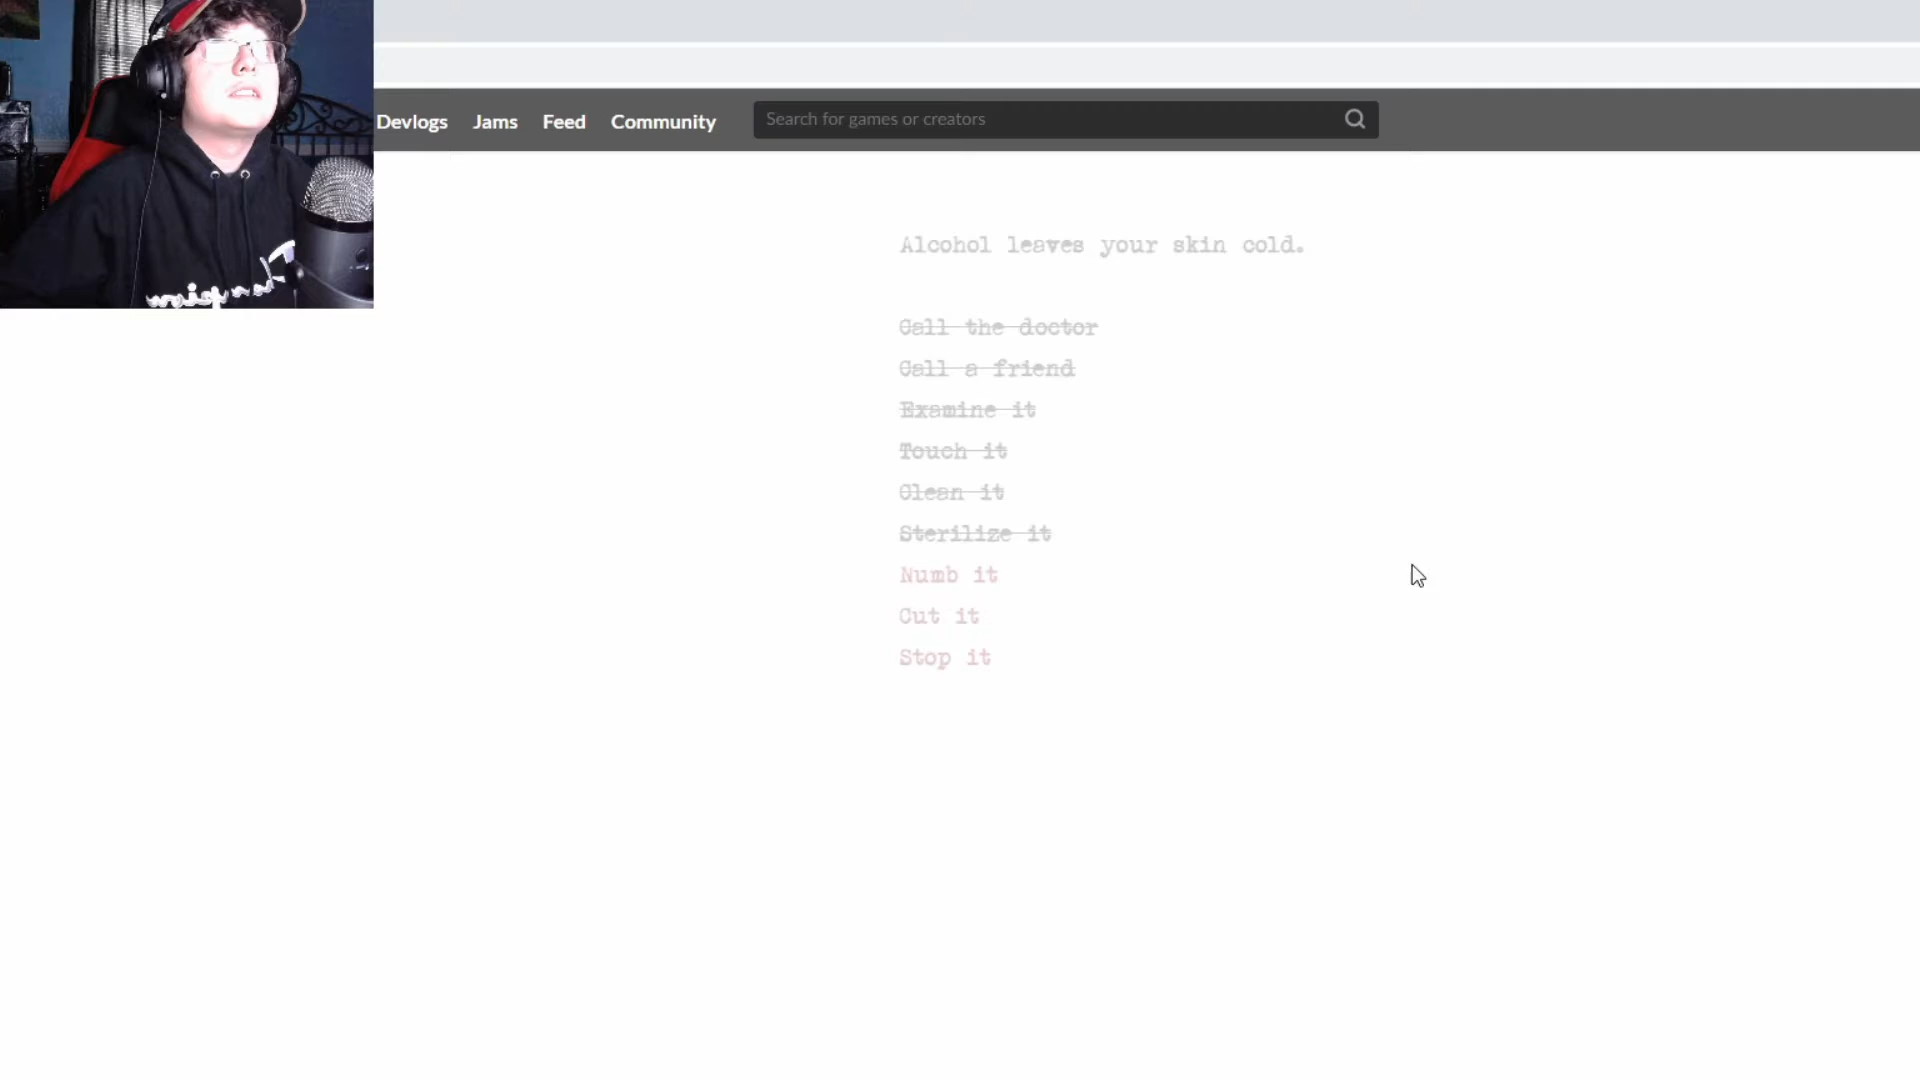 Devlogs Jams Feed Community Search for games or creators
Alcohol leaves your skin cold.
Call the doctor
Call a friend
Examine it
Touch it
Clean it
Sterilize it
Numb it
Cut it
Stop it